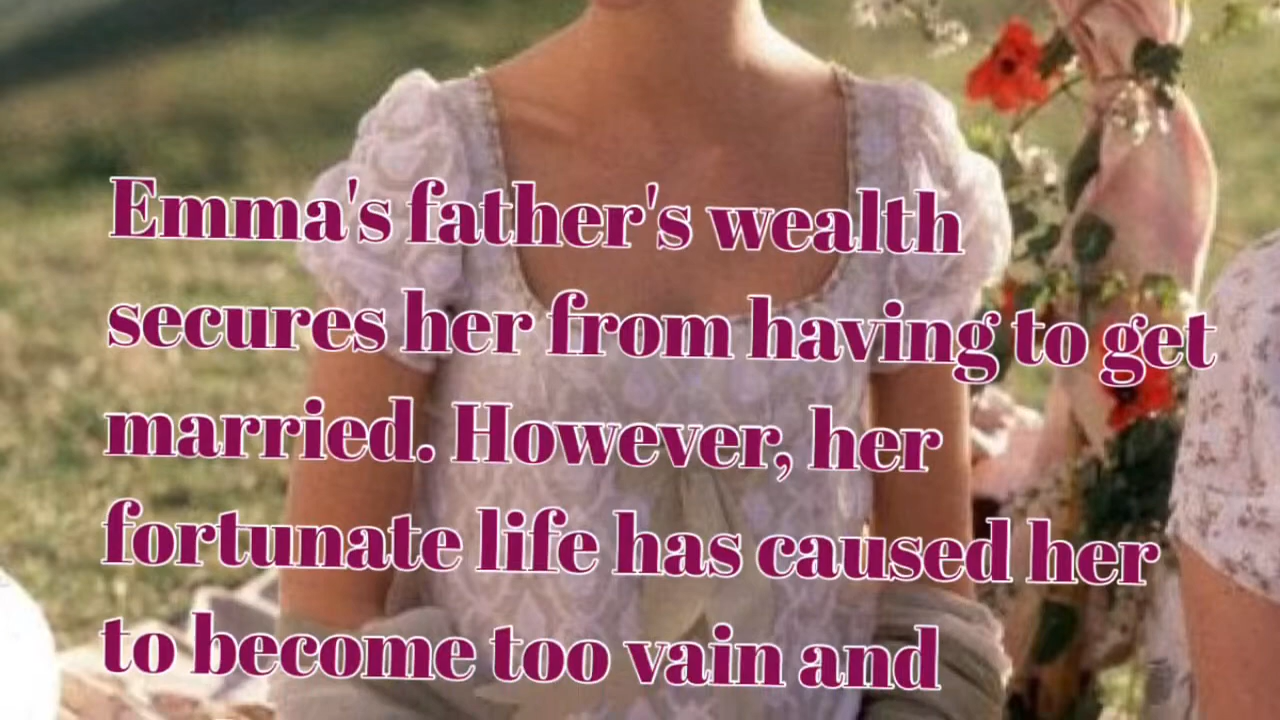 Emma's father's wealth
secures her from having to get
married. However, her
fortunate life has caused her
to become too vain and